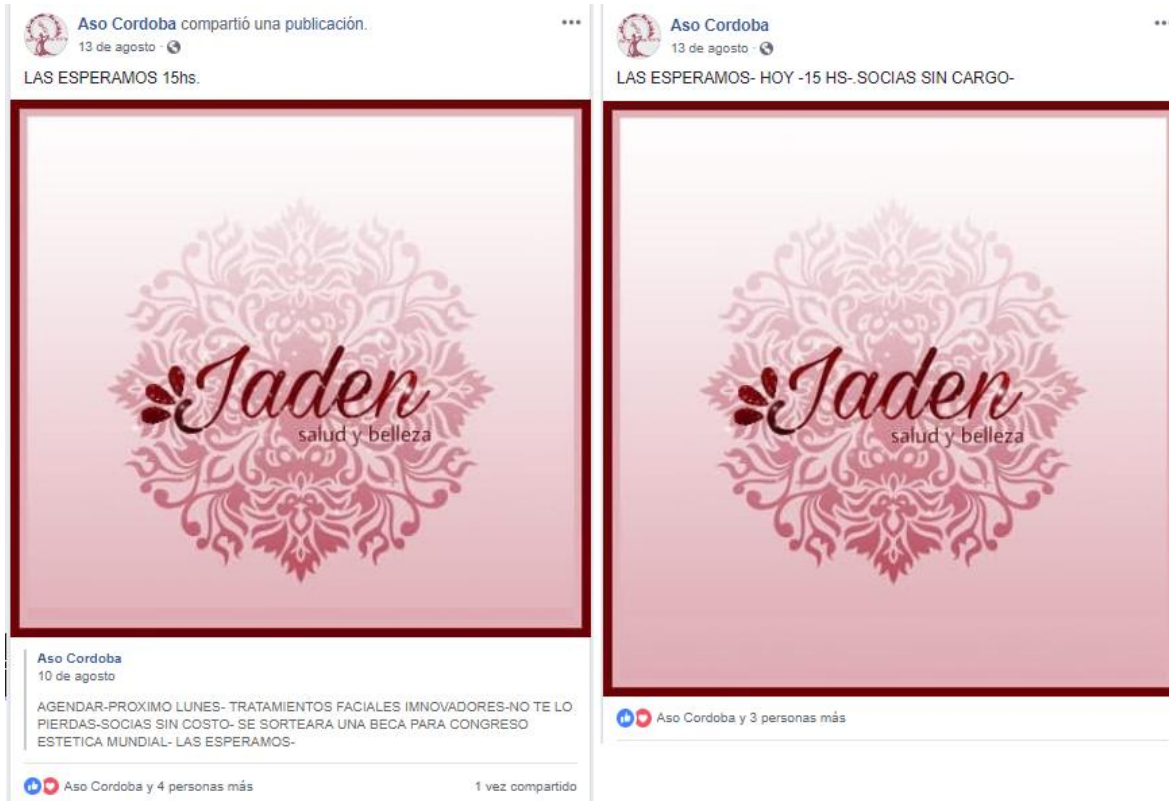 Aso Cordoba compartió una publicación.
13 de agosto
LAS ESPERAMOS 15hs.
Jaden
salud y belleza
Aso Cordoba
10 de agosto
AGENDAR-PROXIMO LUNES- TRATAMIENTOS FACIALES IMNOVADORES-NO TE LO
PIERDAS-SOCIAS SIN COSTO- SE SORTEARA UNA BECA PARA CONGRESO
ESTETICA MUNDIAL- LAS ESPERAMOS-
Aso Cordoba y 4 personas más
1 vez compartido
Aso Cordoba
13 de agosto
LAS ESPERAMOS- HOY -15 HS-.SOCIAS SIN CARGO-
Jaden
salud y belleza
Aso Cordoba y 3 personas más